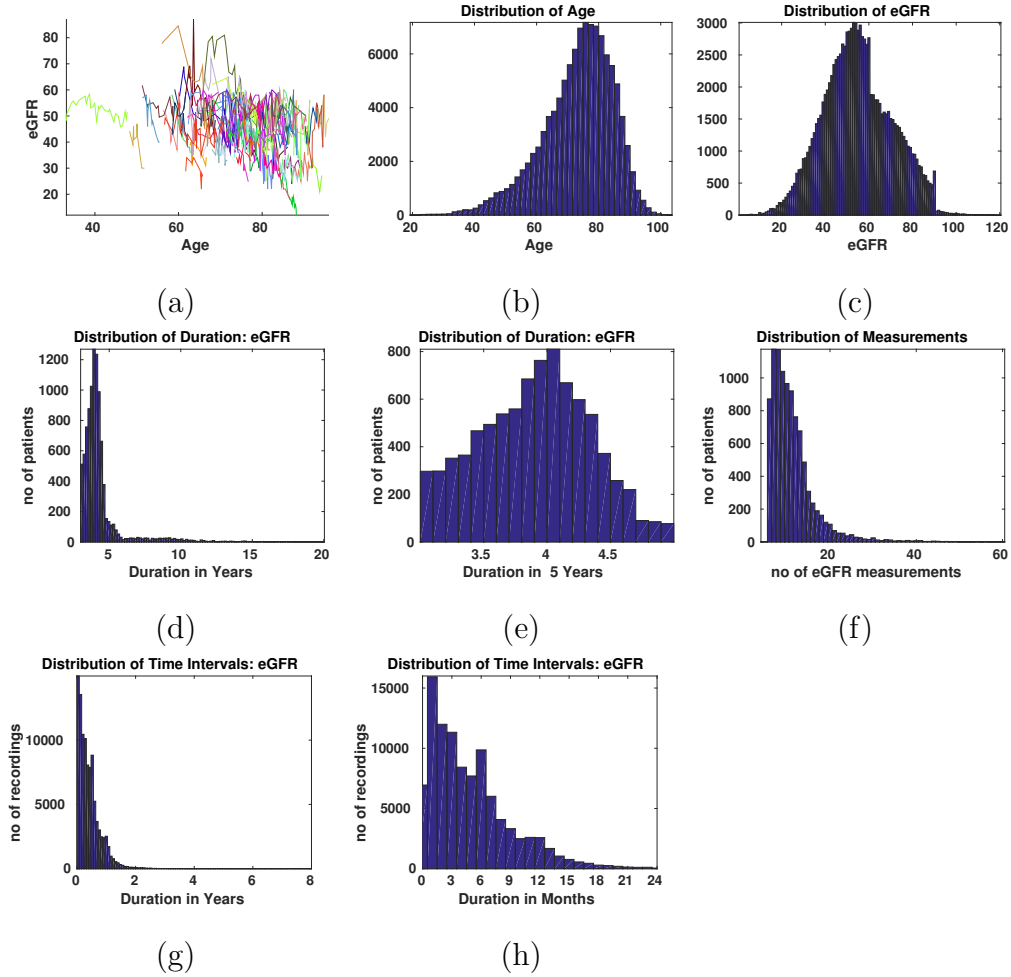 Distribution of Age
Distribution of eGFR
80
70
60
50
40
30
20
eGFR
40
60
80
Age
6000
4000
2000
0
20
40
60
80
100
Age
3000
2500
2000
1500
1000
500
0
20
40
60
80
100
120
eGFR
(a)
(b)
(c)
Distribution of Duration: eGFR
Distribution of Duration: eGFR
Distribution of Measurements
1200
1000
800
600
400
200
0
no of patients
5
10
15
20
Duration in Years
800
600
400
200
0
no of patients
3.5
4
4.5
Duration in 5 Years
1000
800
600
400
200
0
no of patients
20
40
60
no of eGFR measurements
(d)
(e)
(f)
Distribution of Time Intervals: eGFR
Distribution of Time Intervals: eGFR
10000
5000
0
no of recordings
0
2
4
6
8
Duration in Years
15000
10000
5000
0
no of recordings
0
3
6
9
12
15
18
21
24
Duration in Months
(g)
(h)